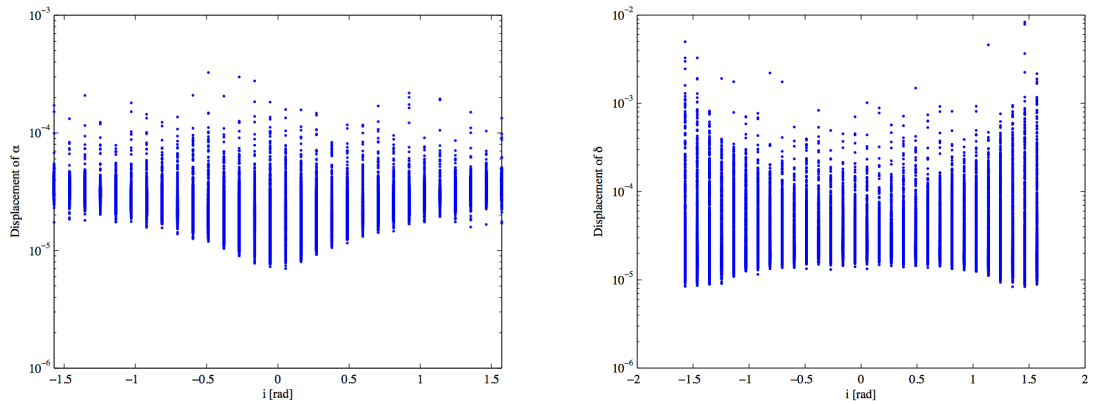 10⁻³
10⁻⁴
10⁻⁵
10⁻⁶
Displacement of α
−1.5 −1 −0.5 0 0.5 1 1.5
i [rad]
10⁻²
10⁻³
10⁻⁴
10⁻⁵
10⁻⁶
Displacement of δ
−2 −1.5 −1 −0.5 0 0.5 1 1.5 2
i [rad]